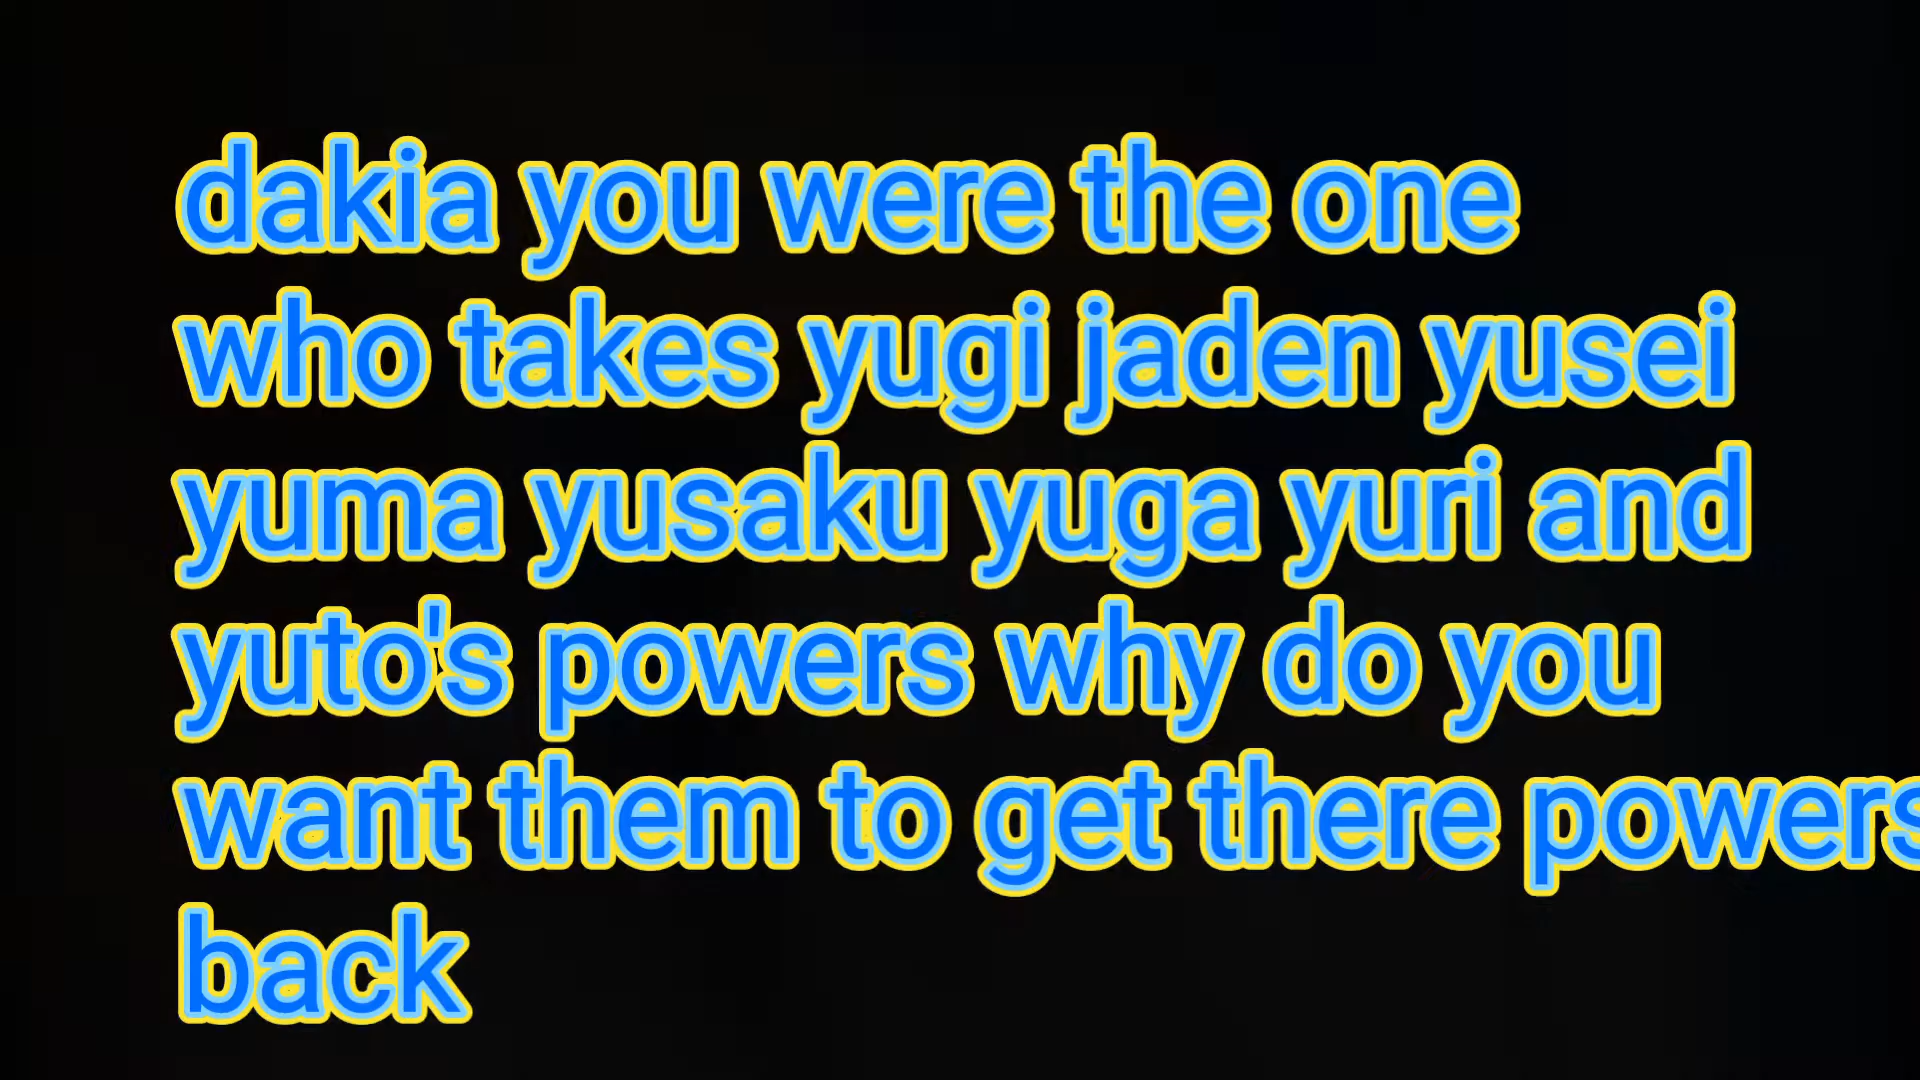 dakia you were the one
who takes yugi jaden yusei
yuma yusaku yuga yuri and
yuto's powers why do you
want them to get there powers
back